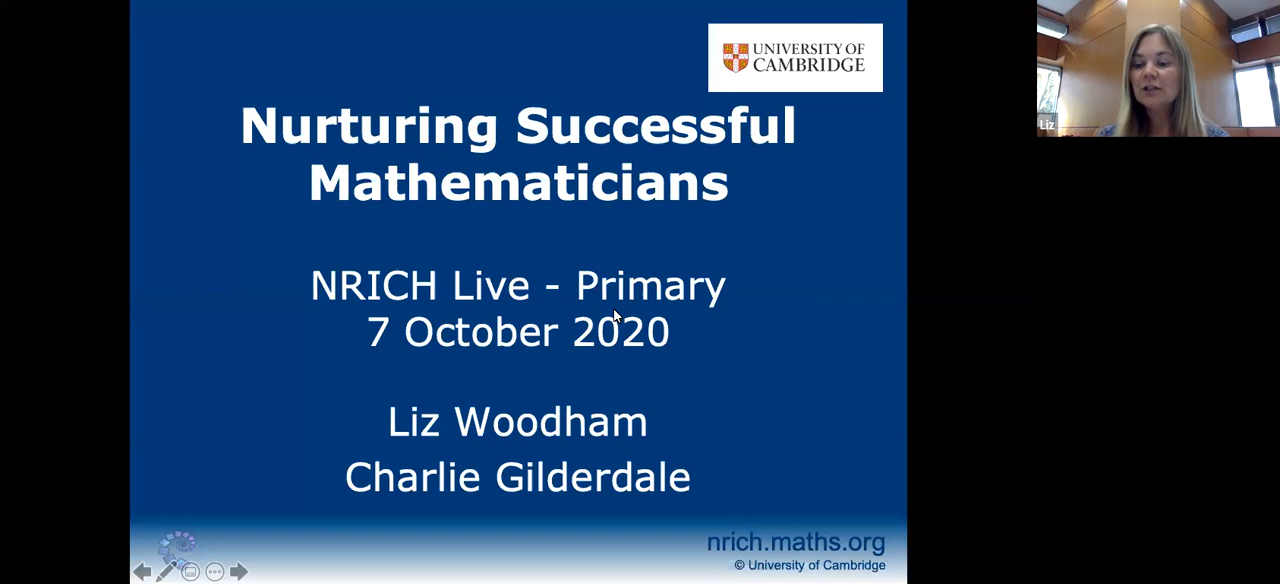 UNIVERSITY OF
CAMBRIDGE
Liz
Nurturing Successful
Mathematicians
NRICH Live - Primary
7 October 2020
Liz Woodham
Charlie Gilderdale
nrich.maths.org
© University of Cambridge